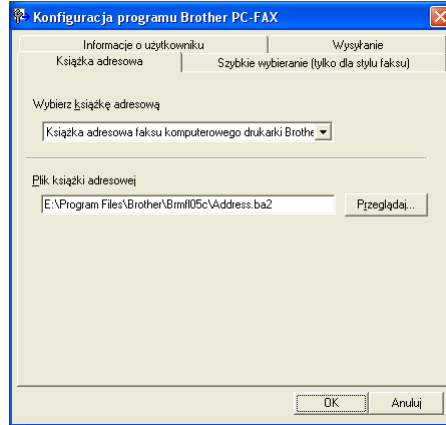 Konfiguracja programu Brother PC-FAX
Informacje o użytkowniku
Wysyłanie
Książka adresowa
Szybkie wybieranie (tylko dla stylu faksu)
Wybierz książkę adresową
Książka adresowa faksu komputerowego drukarki Brothe
Plik książki adresowej
E:\Program Files\Brother\Brmfl05c\Address.ba2
Przeglądaj...
OK
Anuluj